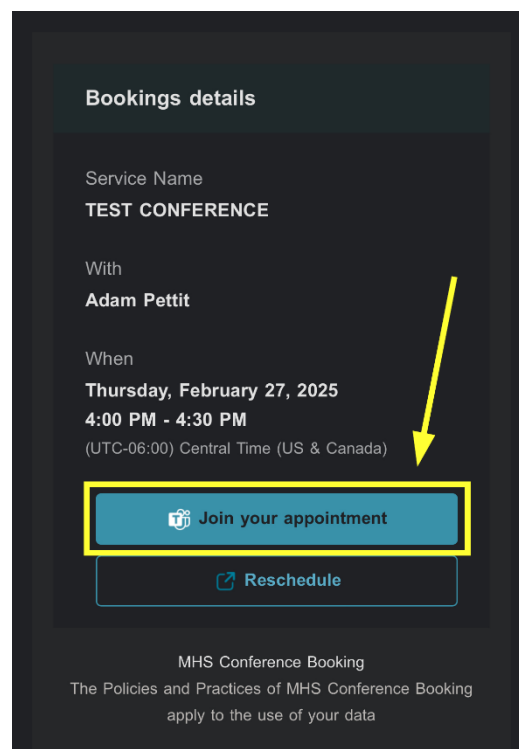 Bookings details
Service Name
TEST CONFERENCE
With
Adam Pettit
When
Thursday, February 27, 2025
4:00 PM - 4:30 PM
(UTC-06:00) Central Time (US & Canada)
Join your appointment
Reschedule
MHS Conference Booking
The Policies and Practices of MHS Conference Booking
apply to the use of your data